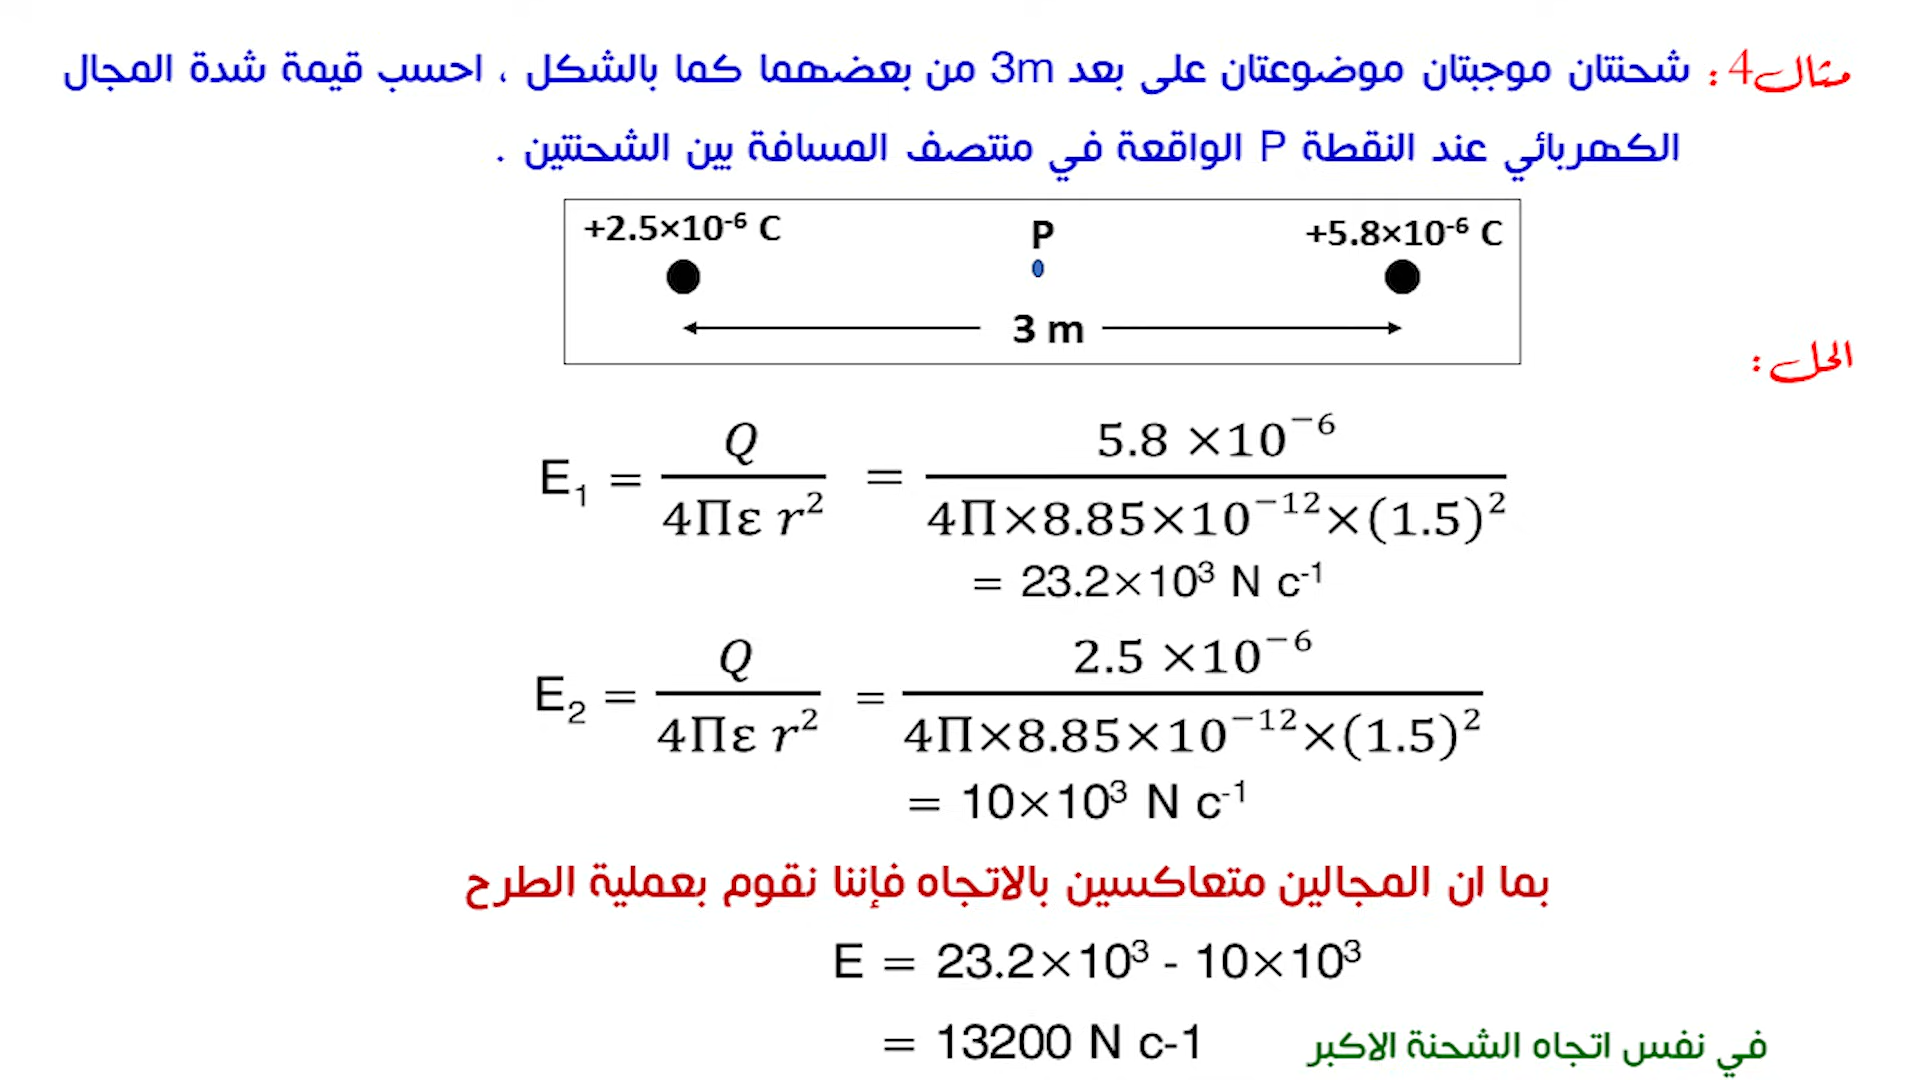 مثال4 : شحنتان موجبتان موضوعتان على بعد 3m من بعضهما كما بالشكل ، احسب قيمة شدة المجال
الكهربائي عند النقطة P الواقعة في منتصف المسافة بين الشحنتين .
+2.5×10⁻⁶ C P +5.8×10⁻⁶ C
3 m
الحل :
E₁ = Q / 4Πε r² = 5.8 ×10⁻⁶ / 4Π×8.85×10⁻¹²×(1.5)²
= 23.2×10³ N c⁻¹
E₂ = Q / 4Πε r² = 2.5 ×10⁻⁶ / 4Π×8.85×10⁻¹²×(1.5)²
= 10×10³ N c⁻¹
بما ان المجالين متعاكسين بالاتجاه فإننا نقوم بعملية الطرح
E = 23.2×10³ - 10×10³
= 13200 N c-1 في نفس اتجاه الشحنة الاكبر